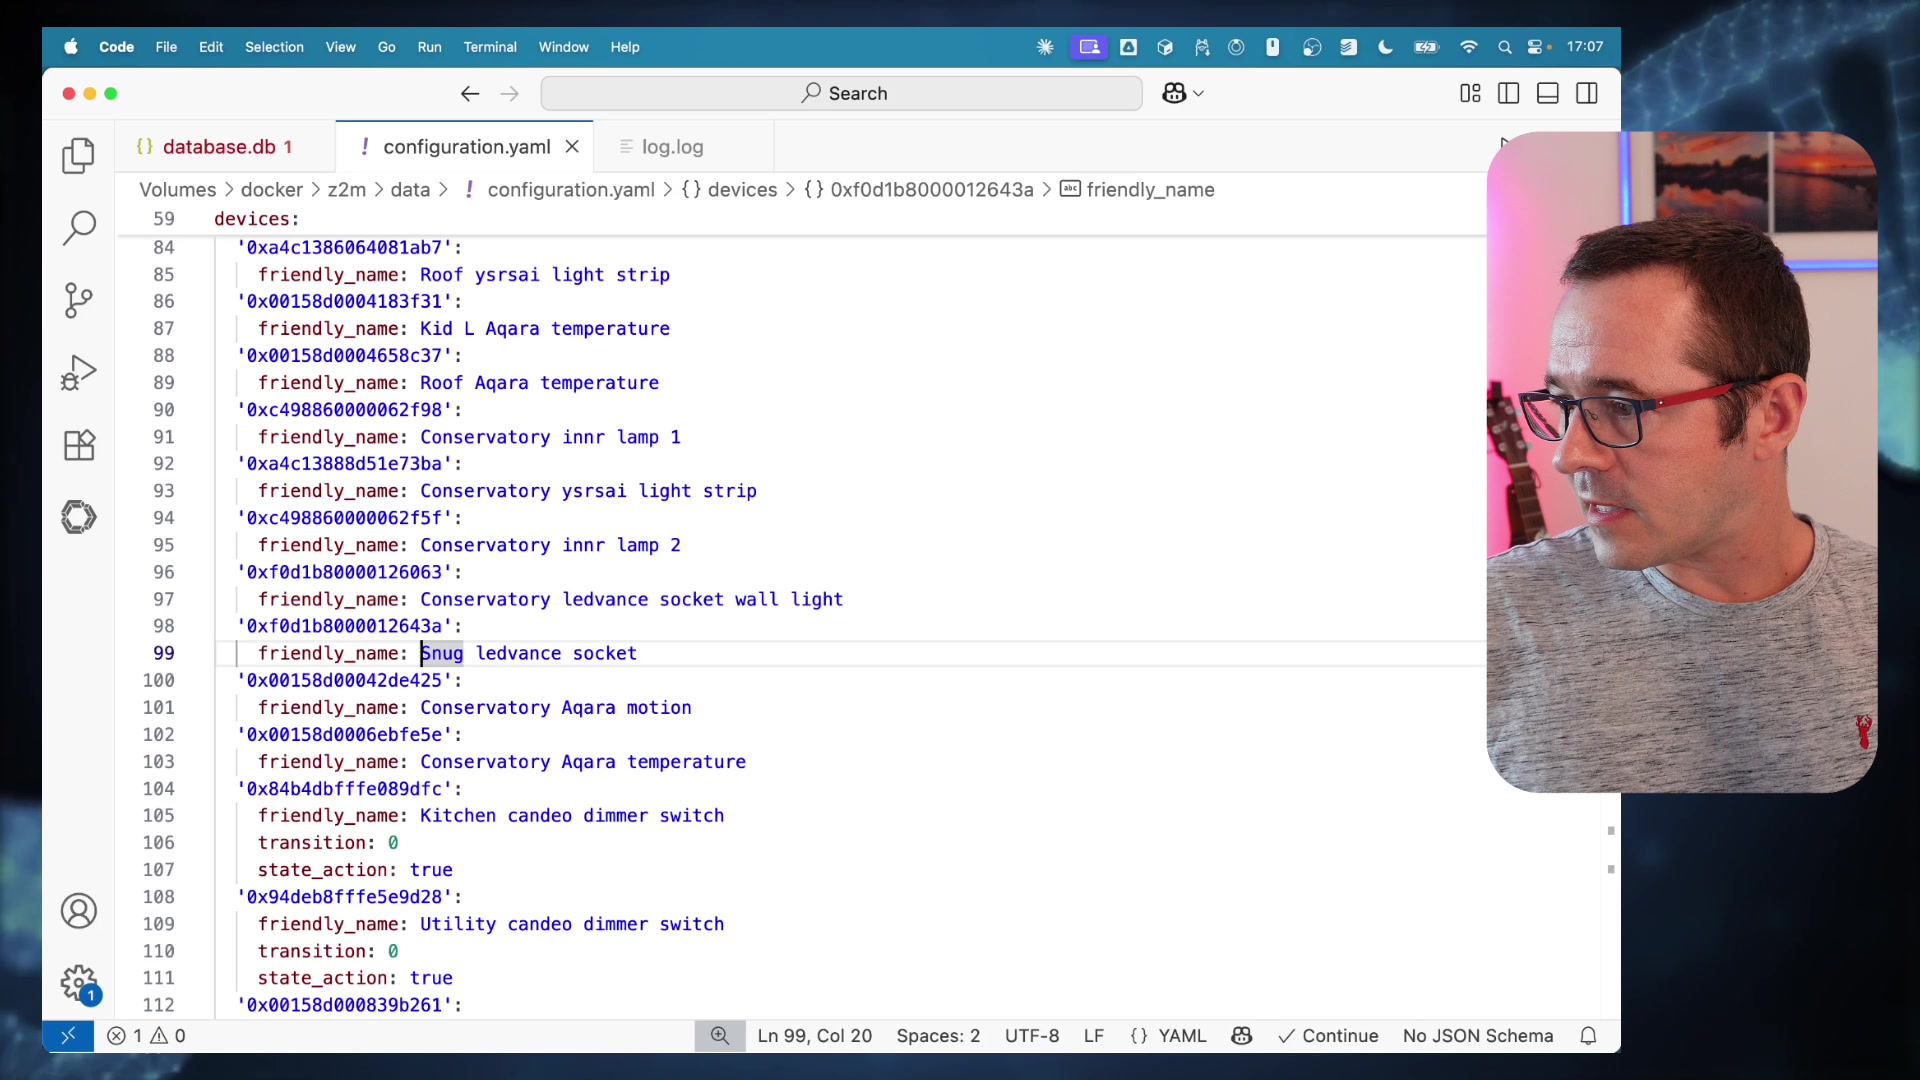 Code File Edit Selection View Go Run Terminal Window Help 17:07
Search
database.db 1 configuration.yaml log.log
Volumes > docker > z2m > data > ! configuration.yaml > {} devices > {} 0xf0d1b8000012643a > abc friendly_name
59 devices:
84 '0xa4c1386064081ab7':
85 friendly_name: Roof ysrsai light strip
86 '0x00158d0004183f31':
87 friendly_name: Kid L Aqara temperature
88 '0x00158d0004658c37':
89 friendly_name: Roof Aqara temperature
90 '0xc498860000062f98':
91 friendly_name: Conservatory innr lamp 1
92 '0xa4c13888d51e73ba':
93 friendly_name: Conservatory ysrsai light strip
94 '0xc498860000062f5f':
95 friendly_name: Conservatory innr lamp 2
96 '0xf0d1b80000126063':
97 friendly_name: Conservatory ledvance socket wall light
98 '0xf0d1b8000012643a':
99 friendly_name: Snug ledvance socket
100 '0x00158d00042de425':
101 friendly_name: Conservatory Aqara motion
102 '0x00158d0006ebfe5e':
103 friendly_name: Conservatory Aqara temperature
104 '0x84b4dbfffe089dfc':
105 friendly_name: Kitchen candeo dimmer switch
106 transition: 0
107 state_action: true
108 '0x94deb8fffe5e9d28':
109 friendly_name: Utility candeo dimmer switch
110 transition: 0
111 state_action: true
112 '0x00158d000839b261':
1
1 0 Ln 99, Col 20 Spaces: 2 UTF-8 LF {} YAML Continue No JSON Schema